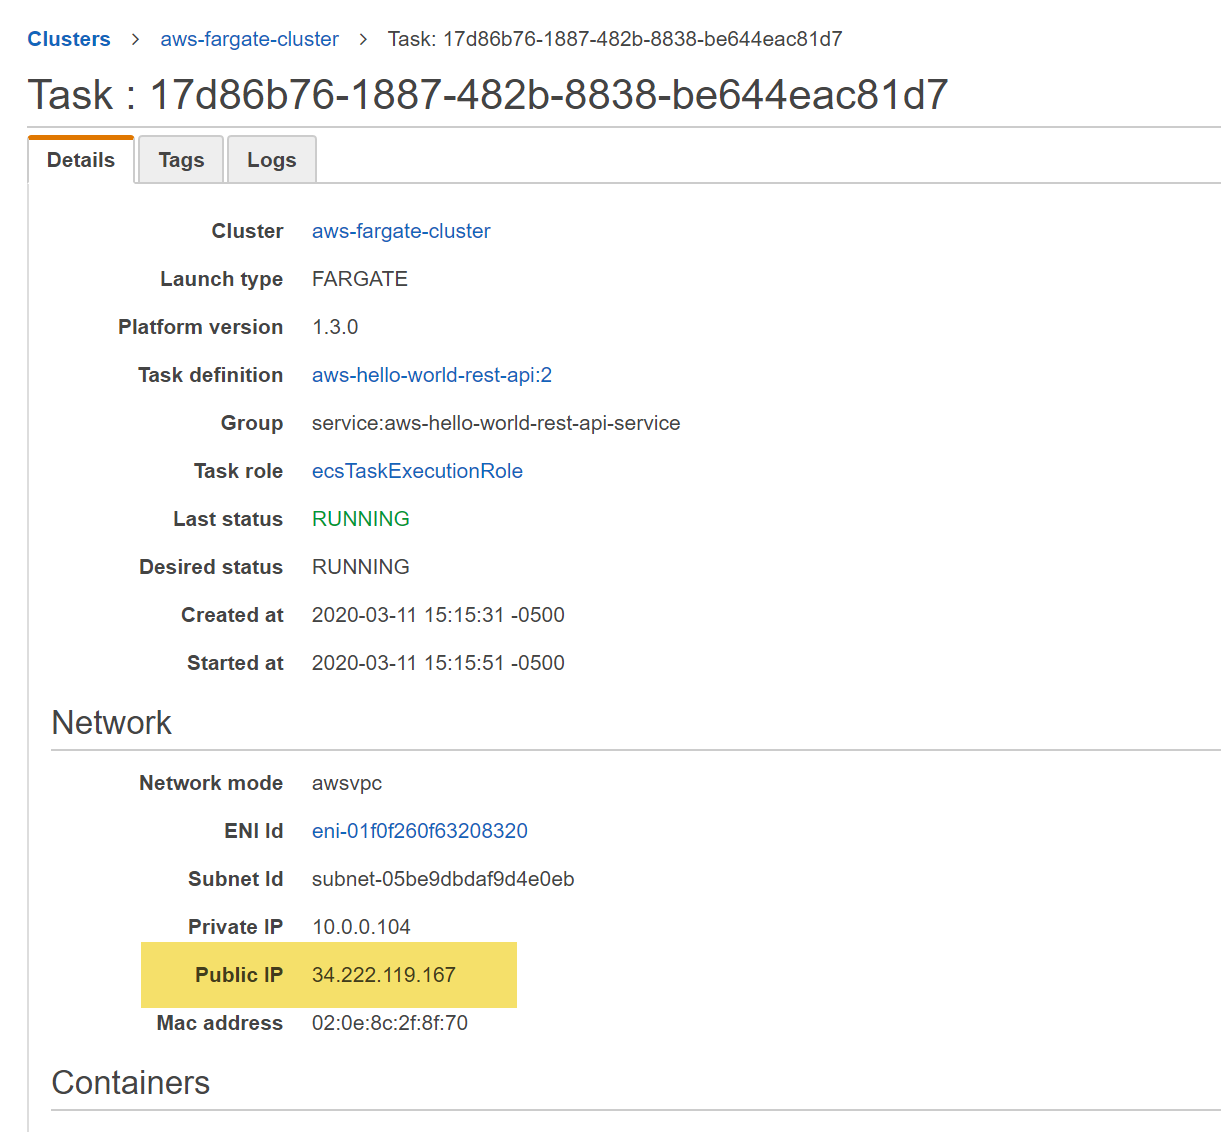 Clusters > aws-fargate-cluster > Task: 17d86b76-1887-482b-8838-be644eac81d7
Task : 17d86b76-1887-482b-8838-be644eac81d7
Details Tags Logs
Cluster aws-fargate-cluster
Launch type FARGATE
Platform version 1.3.0
Task definition aws-hello-world-rest-api:2
Group service:aws-hello-world-rest-api-service
Task role ecsTaskExecutionRole
Last status RUNNING
Desired status RUNNING
Created at 2020-03-11 15:15:31 -0500
Started at 2020-03-11 15:15:51 -0500
Network
Network mode awsvpc
ENI Id eni-01f0f260f63208320
Subnet Id subnet-05be9dbdaf9d4e0eb
Private IP 10.0.0.104
Public IP 34.222.119.167
Mac address 02:0e:8c:2f:8f:70
Containers